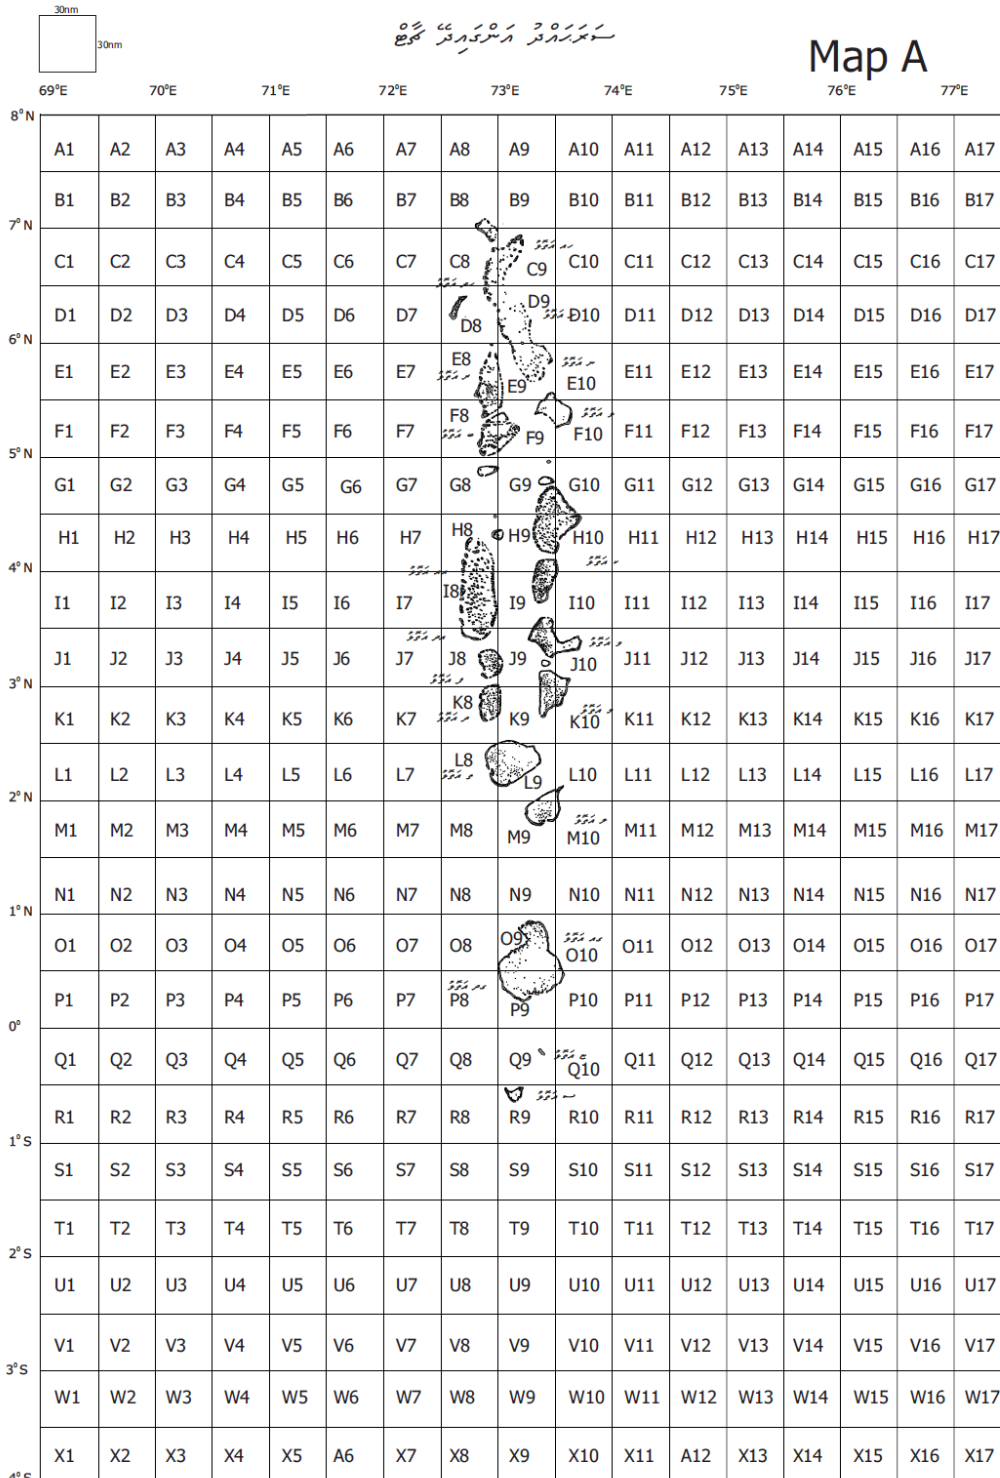 30nm
ސަރަޙައްދު އަންގައިދޭ ޗާޓް
30nm
Map A
69°E 70°E 71°E 72°E 73°E 74°E 75°E 76°E 77°E
8°N
A1 A2 A3 A4 A5 A6 A7 A8 A9 A10 A11 A12 A13 A14 A15 A16 A17
B1 B2 B3 B4 B5 B6 B7 B8 B9 B10 B11 B12 B13 B14 B15 B16 B17
7°N
C1 C2 C3 C4 C5 C6 C7 C8 C9 C10 C11 C12 C13 C14 C15 C16 C17
D1 D2 D3 D4 D5 D6 D7 D8 D9 D10 D11 D12 D13 D14 D15 D16 D17
6°N
E1 E2 E3 E4 E5 E6 E7 E8 E9 E10 E11 E12 E13 E14 E15 E16 E17
F1 F2 F3 F4 F5 F6 F7 F8 F9 F10 F11 F12 F13 F14 F15 F16 F17
5°N
G1 G2 G3 G4 G5 G6 G7 G8 G9 G10 G11 G12 G13 G14 G15 G16 G17
H1 H2 H3 H4 H5 H6 H7 H8 H9 H10 H11 H12 H13 H14 H15 H16 H17
4°N
I1 I2 I3 I4 I5 I6 I7 I8 I9 I10 I11 I12 I13 I14 I15 I16 I17
J1 J2 J3 J4 J5 J6 J7 J8 J9 J10 J11 J12 J13 J14 J15 J16 J17
3°N
K1 K2 K3 K4 K5 K6 K7 K8 K9 K10 K11 K12 K13 K14 K15 K16 K17
L1 L2 L3 L4 L5 L6 L7 L8 L9 L10 L11 L12 L13 L14 L15 L16 L17
2°N
M1 M2 M3 M4 M5 M6 M7 M8 M9 M10 M11 M12 M13 M14 M15 M16 M17
N1 N2 N3 N4 N5 N6 N7 N8 N9 N10 N11 N12 N13 N14 N15 N16 N17
1°N
O1 O2 O3 O4 O5 O6 O7 O8 O9 O10 O11 O12 O13 O14 O15 O16 O17
P1 P2 P3 P4 P5 P6 P7 P8 P9 P10 P11 P12 P13 P14 P15 P16 P17
0°
Q1 Q2 Q3 Q4 Q5 Q6 Q7 Q8 Q9 Q10 Q11 Q12 Q13 Q14 Q15 Q16 Q17
R1 R2 R3 R4 R5 R6 R7 R8 R9 R10 R11 R12 R13 R14 R15 R16 R17
1°S
S1 S2 S3 S4 S5 S6 S7 S8 S9 S10 S11 S12 S13 S14 S15 S16 S17
T1 T2 T3 T4 T5 T6 T7 T8 T9 T10 T11 T12 T13 T14 T15 T16 T17
2°S
U1 U2 U3 U4 U5 U6 U7 U8 U9 U10 U11 U12 U13 U14 U15 U16 U17
V1 V2 V3 V4 V5 V6 V7 V8 V9 V10 V11 V12 V13 V14 V15 V16 V17
3°S
W1 W2 W3 W4 W5 W6 W7 W8 W9 W10 W11 W12 W13 W14 W15 W16 W17
X1 X2 X3 X4 X5 A6 X7 X8 X9 X10 X11 A12 X13 X14 X15 X16 X17
4°S